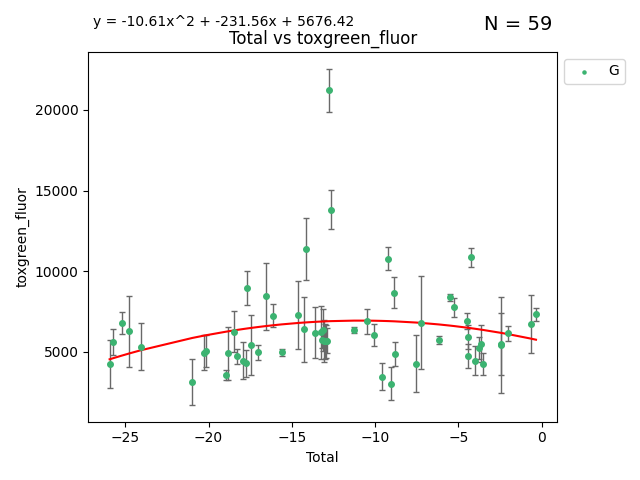 y = -10.61x^2 + -231.56x + 5676.42
N = 59
Total vs toxgreen_fluor
G
20000
15000
10000
5000
toxgreen_fluor
−25
−20
−15
−10
−5
0
Total